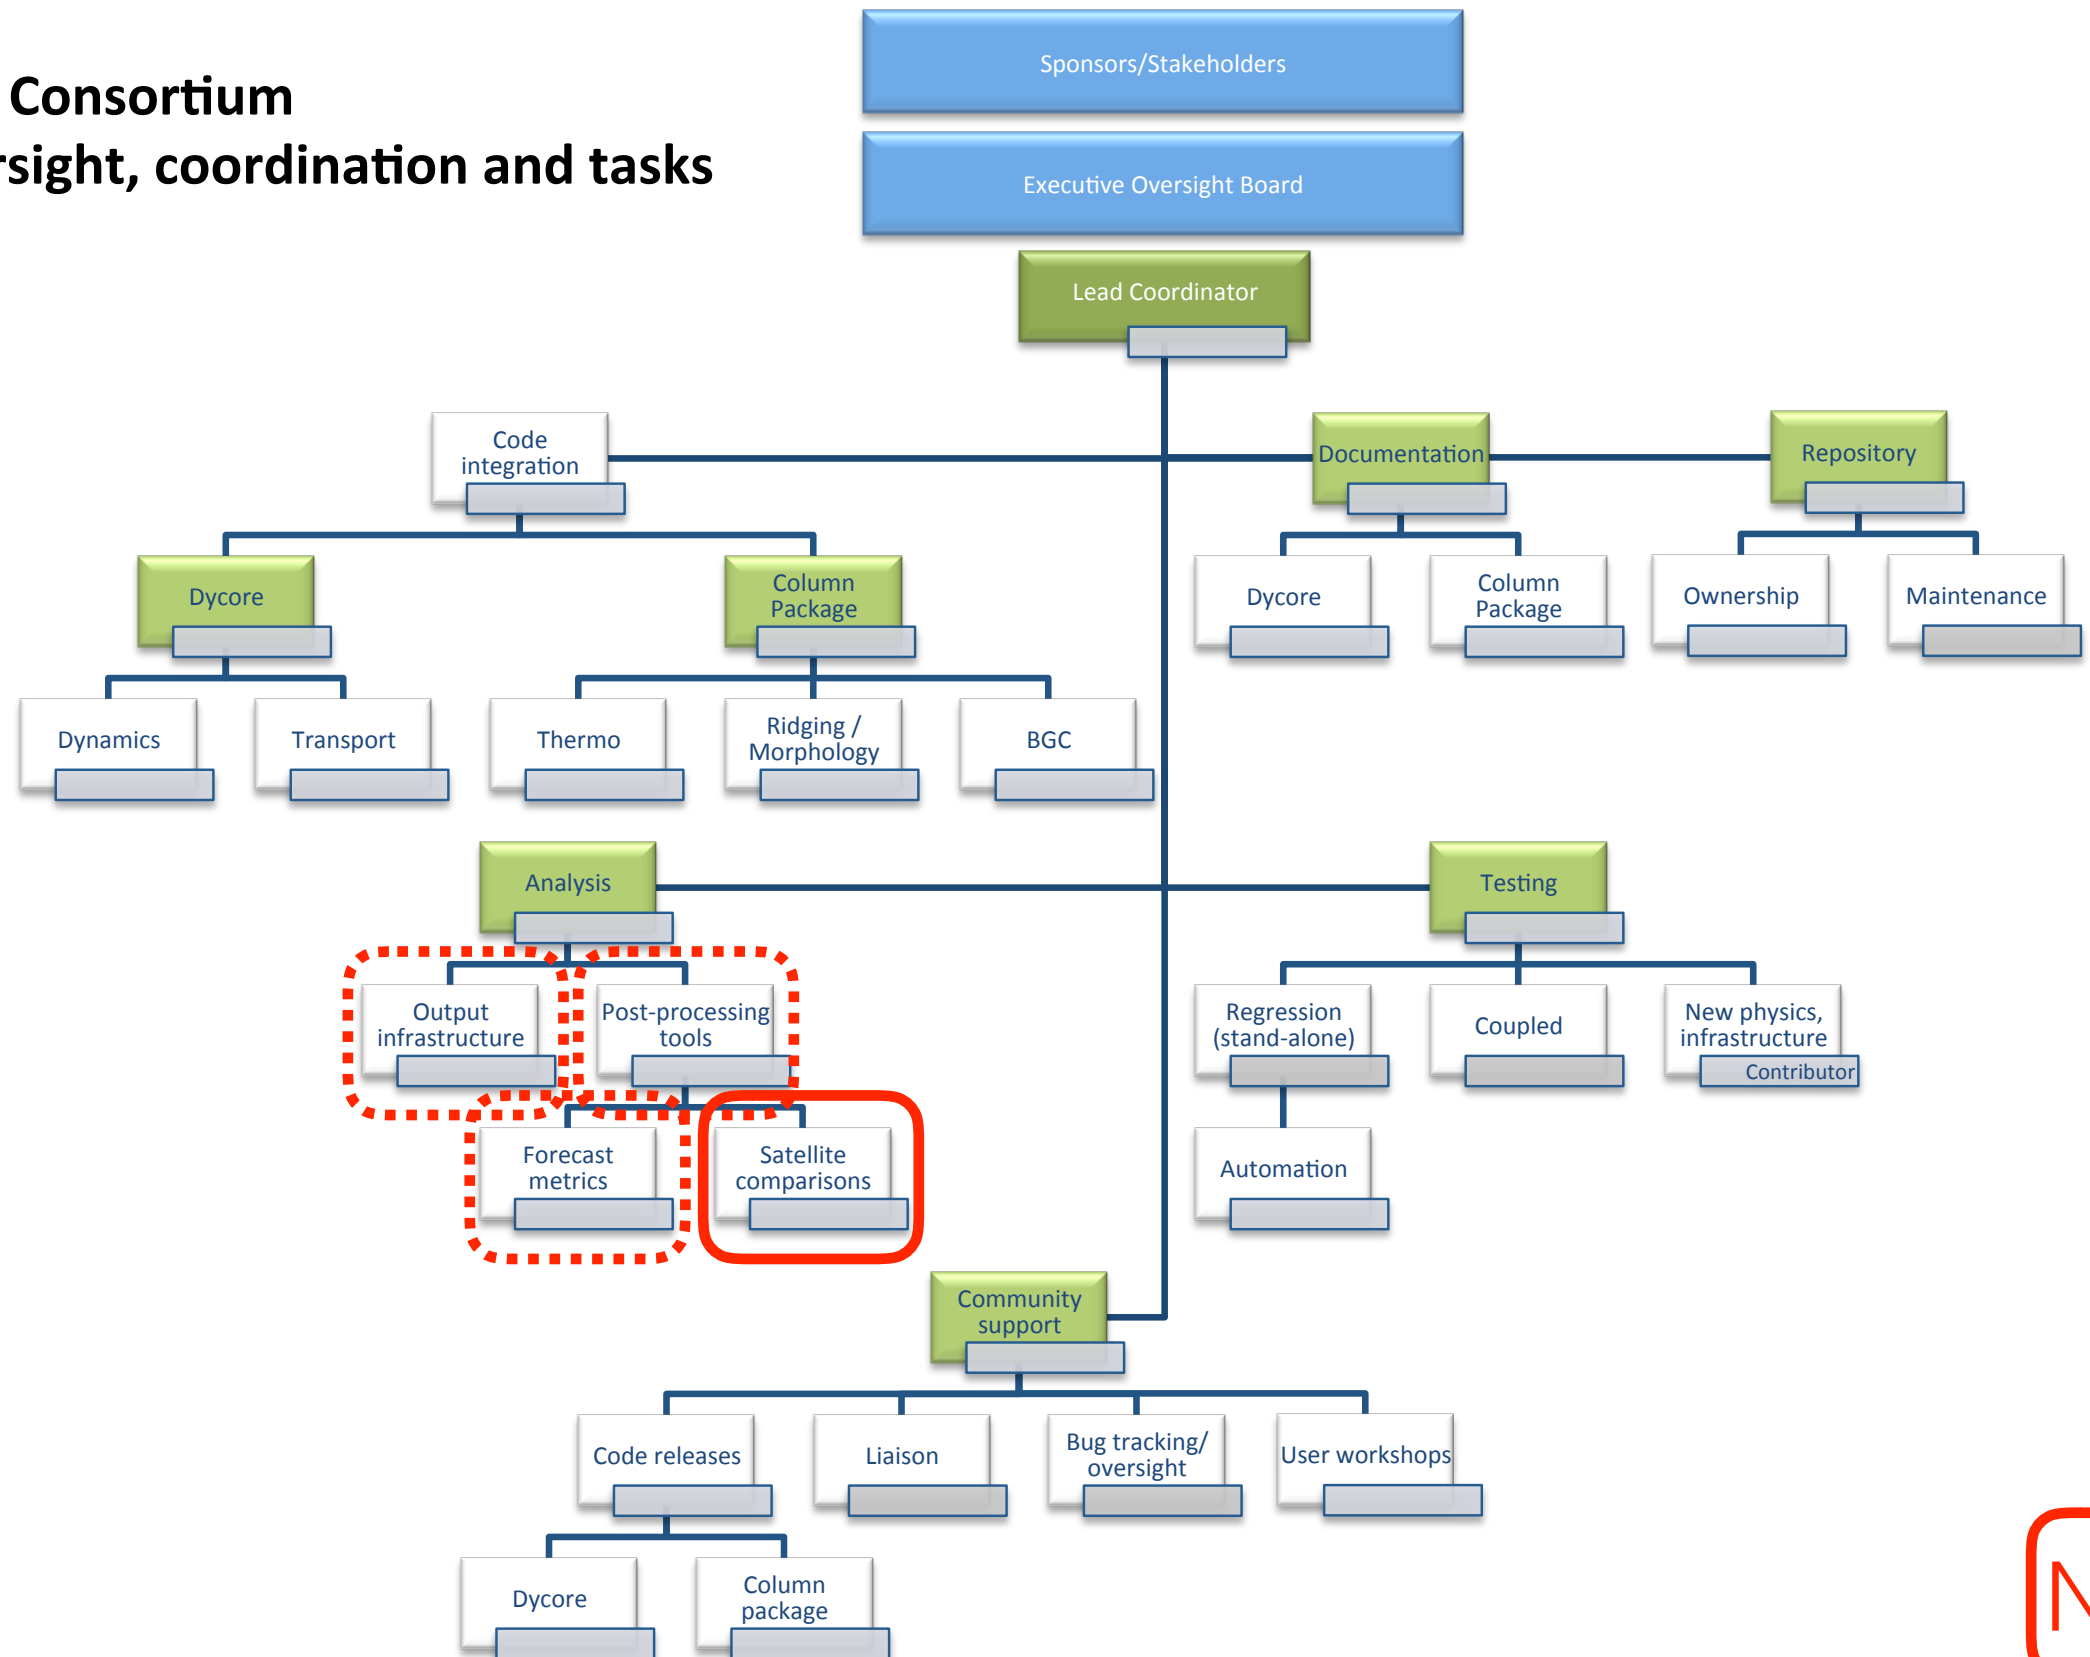 Consortium
rsight, coordination and tasks
Sponsors/Stakeholders
Executive Oversight Board
Lead Coordinator
Code
integration
Documentation
Repository
Dycore
Column
Package
Dycore
Column
Package
Ownership
Maintenance
Dynamics
Transport
Thermo
Ridging /
Morphology
BGC
Analysis
Testing
Output
infrastructure
Post-processing
tools
Regression
(stand-alone)
Coupled
New physics,
infrastructure
Contributor
Forecast
metrics
Satellite
comparisons
Automation
Community
support
Code releases
Liaison
Bug tracking/
oversight
User workshops
Dycore
Column
package
N